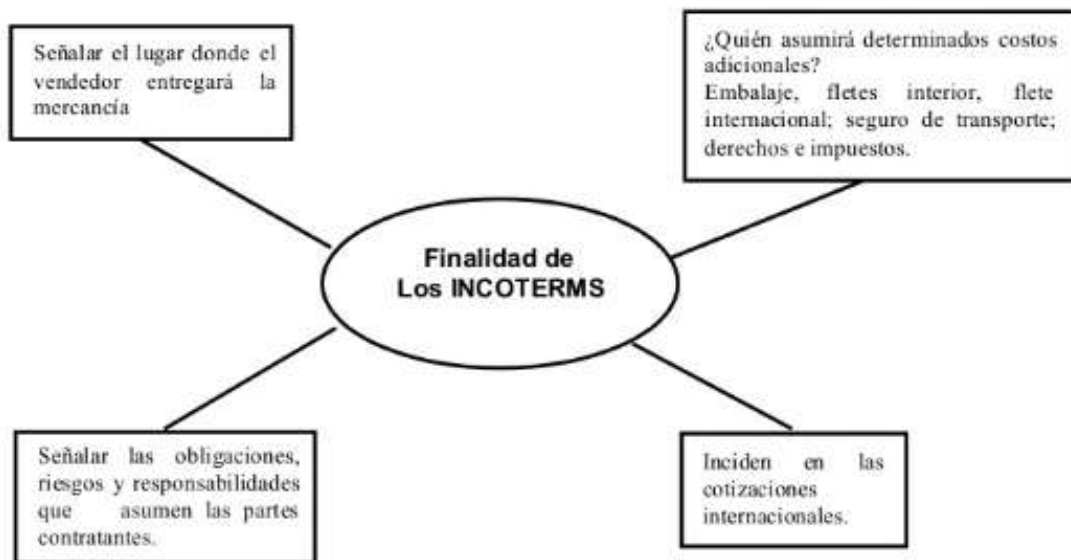 Señalar el lugar donde el
vendedor entregará la
mercancía
¿Quién asumirá determinados costos
adicionales?
Embalaje, fletes interior, flete
internacional; seguro de transporte;
derechos e impuestos.
Finalidad de
Los INCOTERMS
Señalar las obligaciones,
riesgos y responsabilidades
que asumen las partes
contratantes.
Inciden en las
cotizaciones
internacionales.